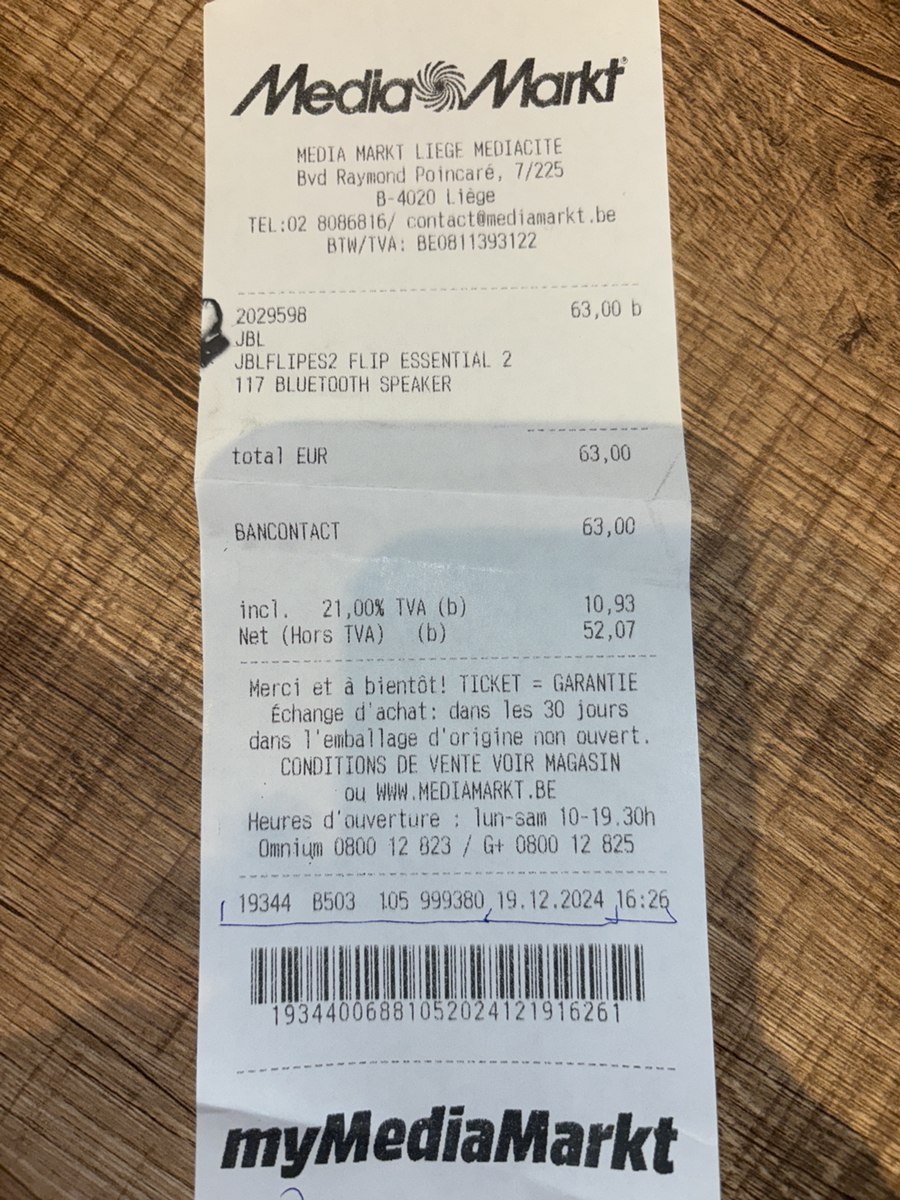 Media Markt
MEDIA MARKT LIEGE MEDIACITE
Bvd Raymond Poincaré, 7/225
B-4020 Liège
TEL:02 8086816/ contact@mediamarkt.be
BTW/TVA: BE0811393122
2029598 63,00 b
JBL
JBLFLIPES2 FLIP ESSENTIAL 2
117 BLUETOOTH SPEAKER
total EUR 63,00
BANCONTACT 63,00
incl. 21,00% TVA (b) 10,93
Net (Hors TVA) (b) 52,07
Merci et à bientôt! TICKET = GARANTIE
Échange d'achat: dans les 30 jours
dans l'emballage d'origine non ouvert.
CONDITIONS DE VENTE VOIR MAGASIN
ou WWW.MEDIAMARKT.BE
Heures d'ouverture : lun-sam 10-19.30h
Omnium 0800 12 823 / G+ 0800 12 825
19344 B503 105 999380 19.12.2024 16:26
1934400688105202412191626​1
myMediaMarkt